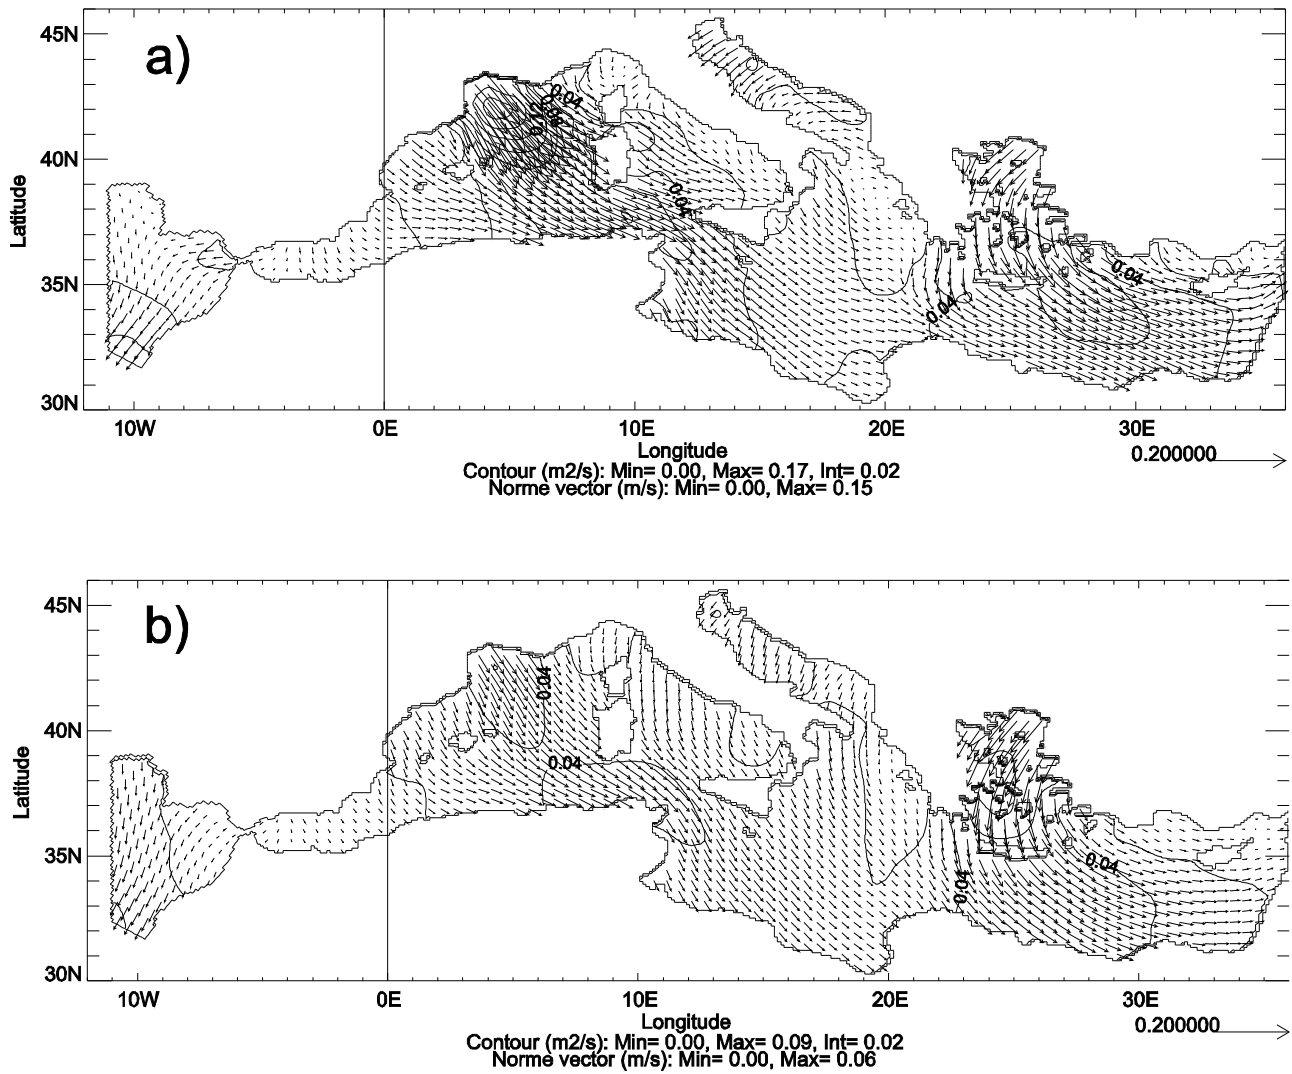 a)
45N
40N
35N
30N
Latitude
0.04
0.12
0.04
0.04
0.04
10W 0E 10E 20E 30E
Longitude
0.200000
Contour (m2/s): Min= 0.00, Max= 0.17, Int= 0.02
Norme vector (m/s): Min= 0.00, Max= 0.15
b)
45N
40N
35N
30N
Latitude
0.04
0.04
0.04
0.04
10W 0E 10E 20E 30E
Longitude
0.200000
Contour (m2/s): Min= 0.00, Max= 0.09, Int= 0.02
Norme vector (m/s): Min= 0.00, Max= 0.06